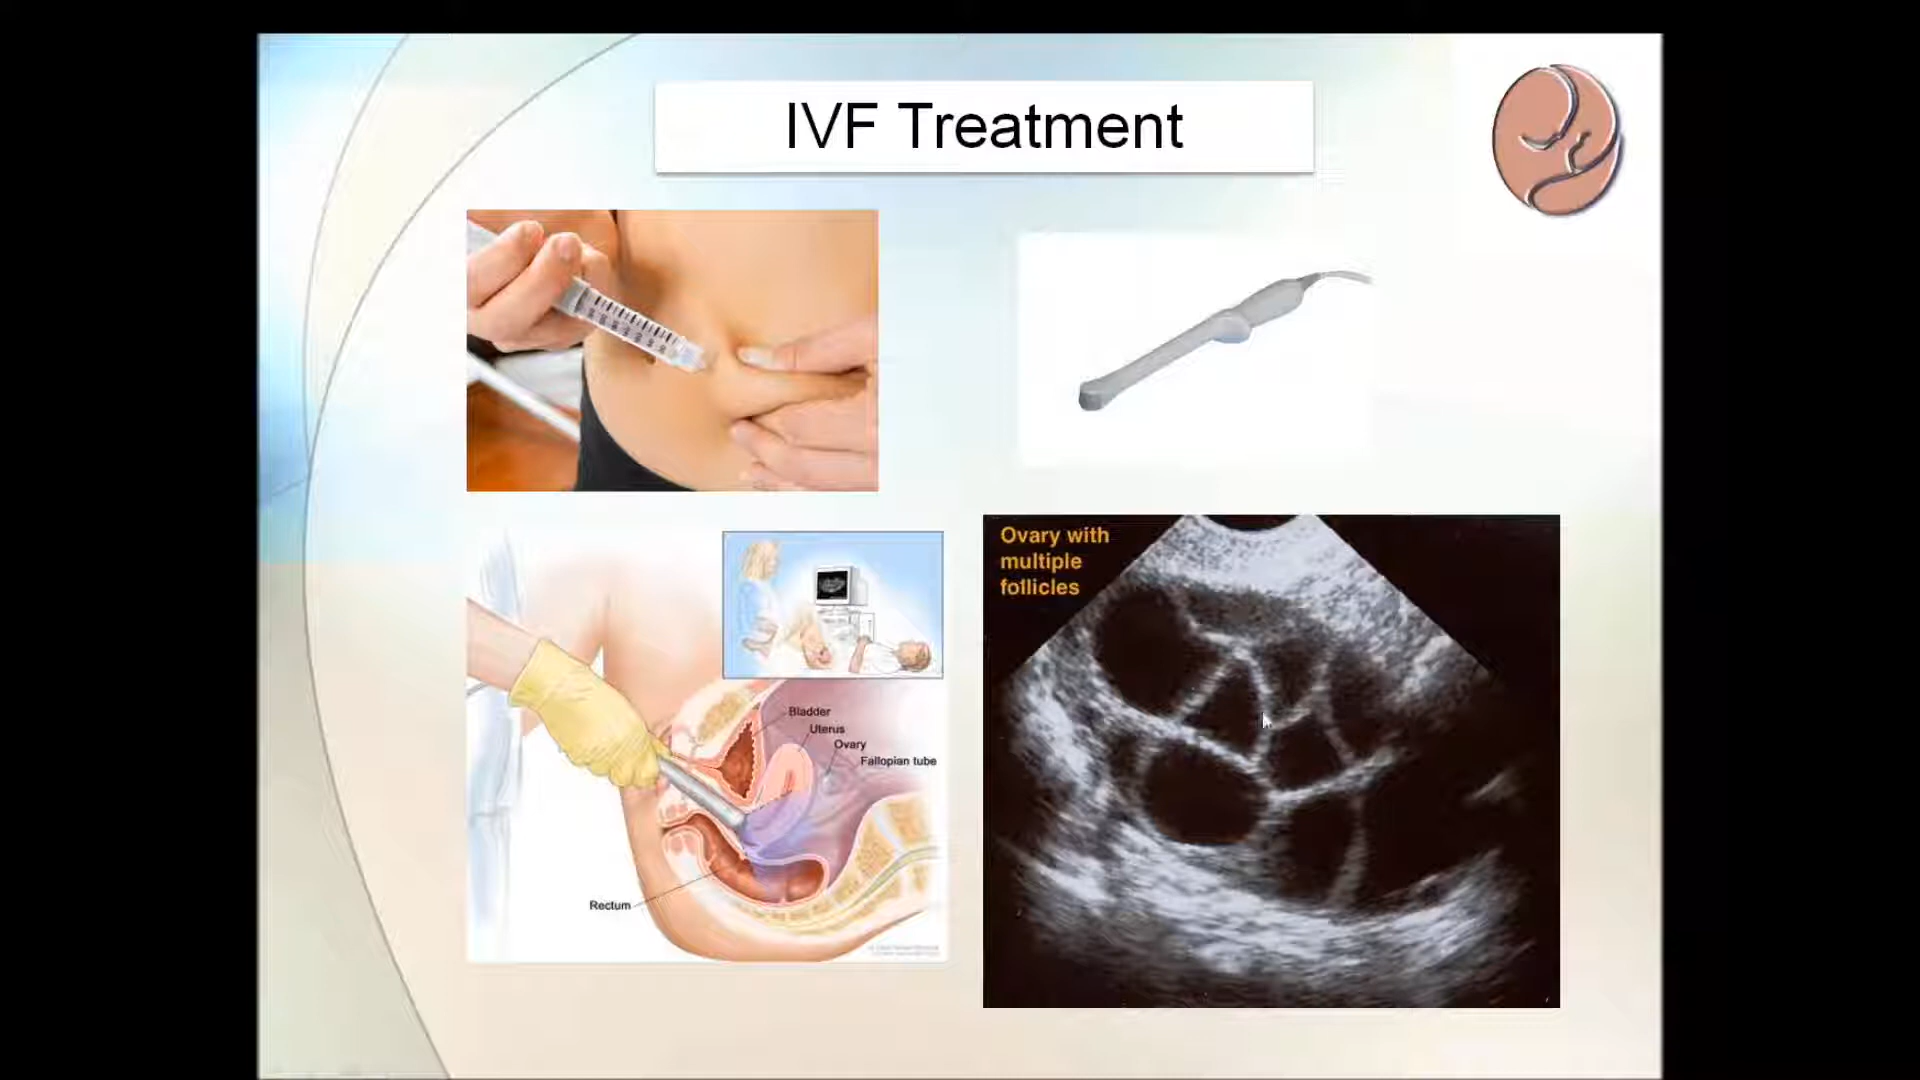 IVF Treatment
Ovary with
multiple
follicles
Bladder
Uterus
Ovary
Fallopian tube
Rectum